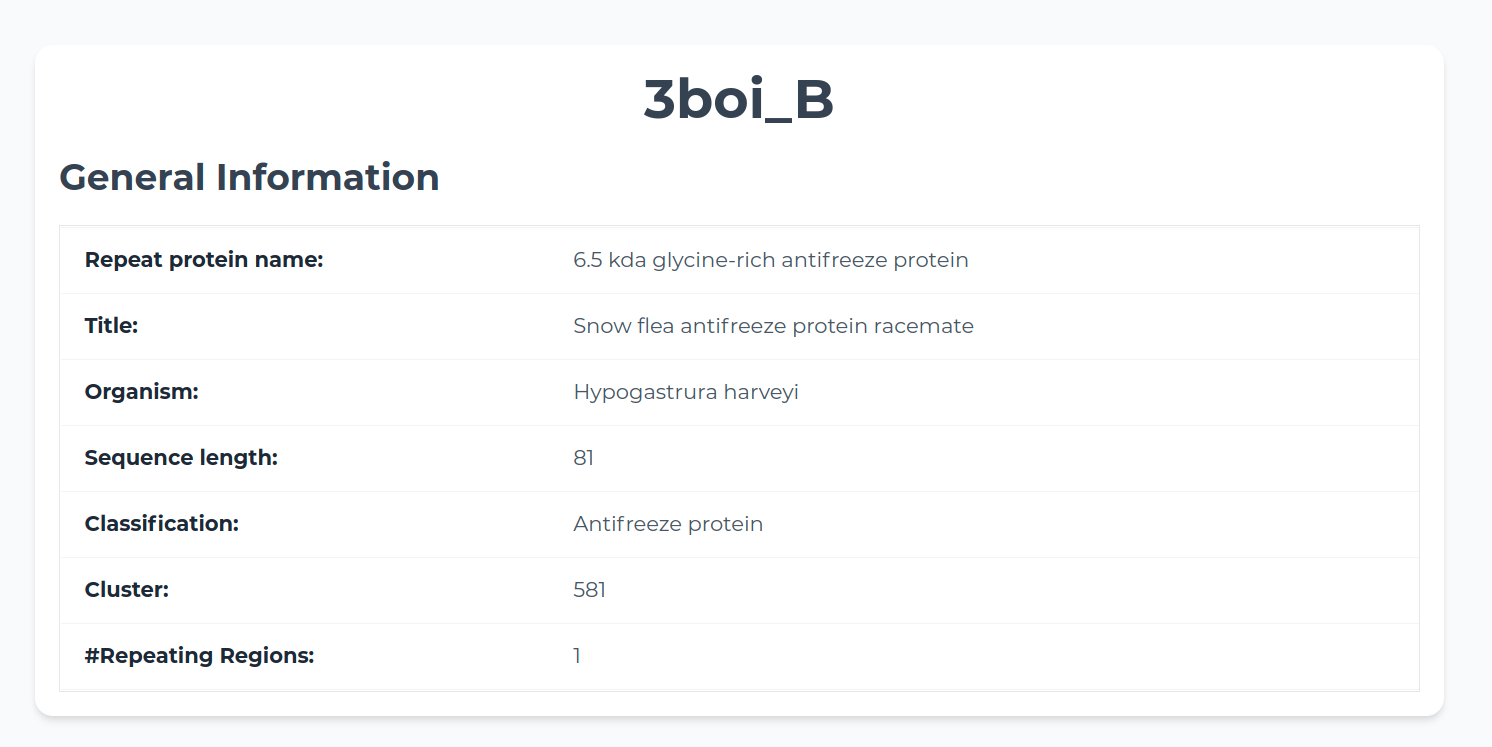 3boi_B
General Information
Repeat protein name: 6.5 kda glycine-rich antifreeze protein
Title: Snow flea antifreeze protein racemate
Organism: Hypogastrura harveyi
Sequence length: 81
Classification: Antifreeze protein
Cluster: 581
#Repeating Regions: 1